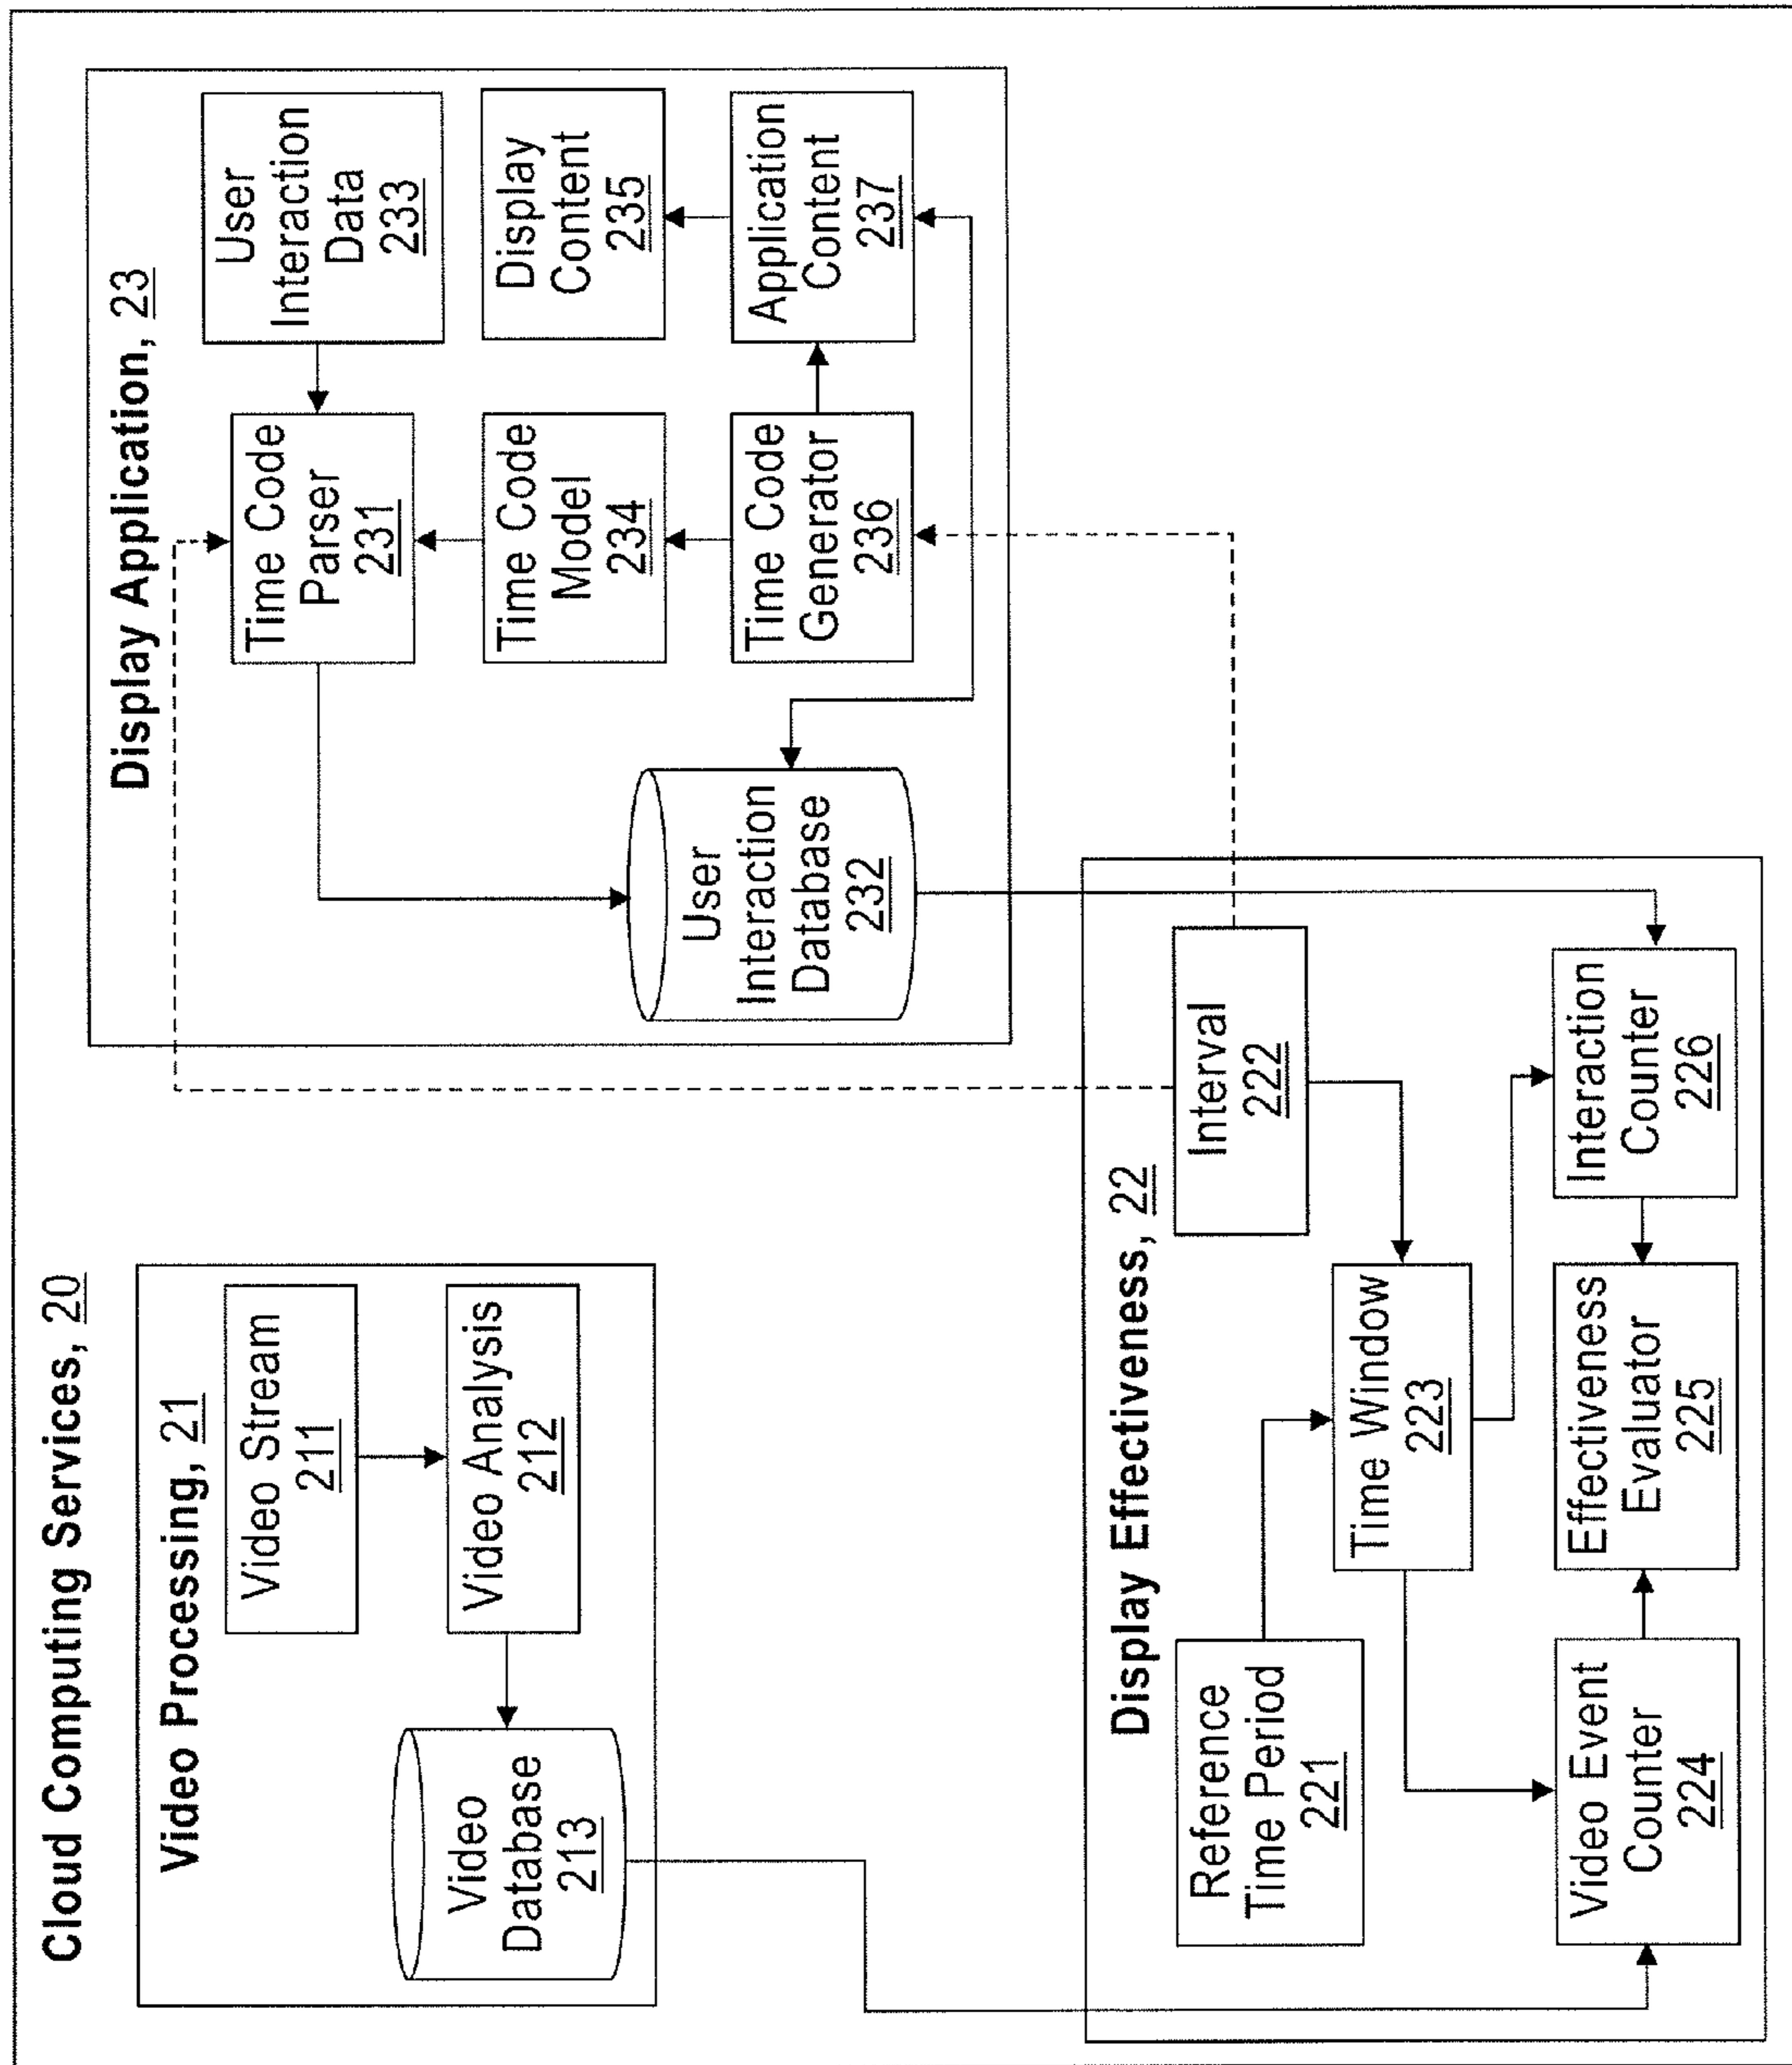 Cloud Computing Services, 20
Video Processing, 21
Video Stream
211
Video Analysis
212
Video
Database
213
Display Application, 23
Time Code
Parser
231
User
Interaction
Data
233
Time Code
Model
234
Display
Content
235
Time Code
Generator
236
Application
Content
237
User
Interaction
Database
232
Display Effectiveness, 22
Reference
Time Period
221
Interval
222
Time Window
223
Video Event
Counter
224
Effectiveness
Evaluator
225
Interaction
Counter
226